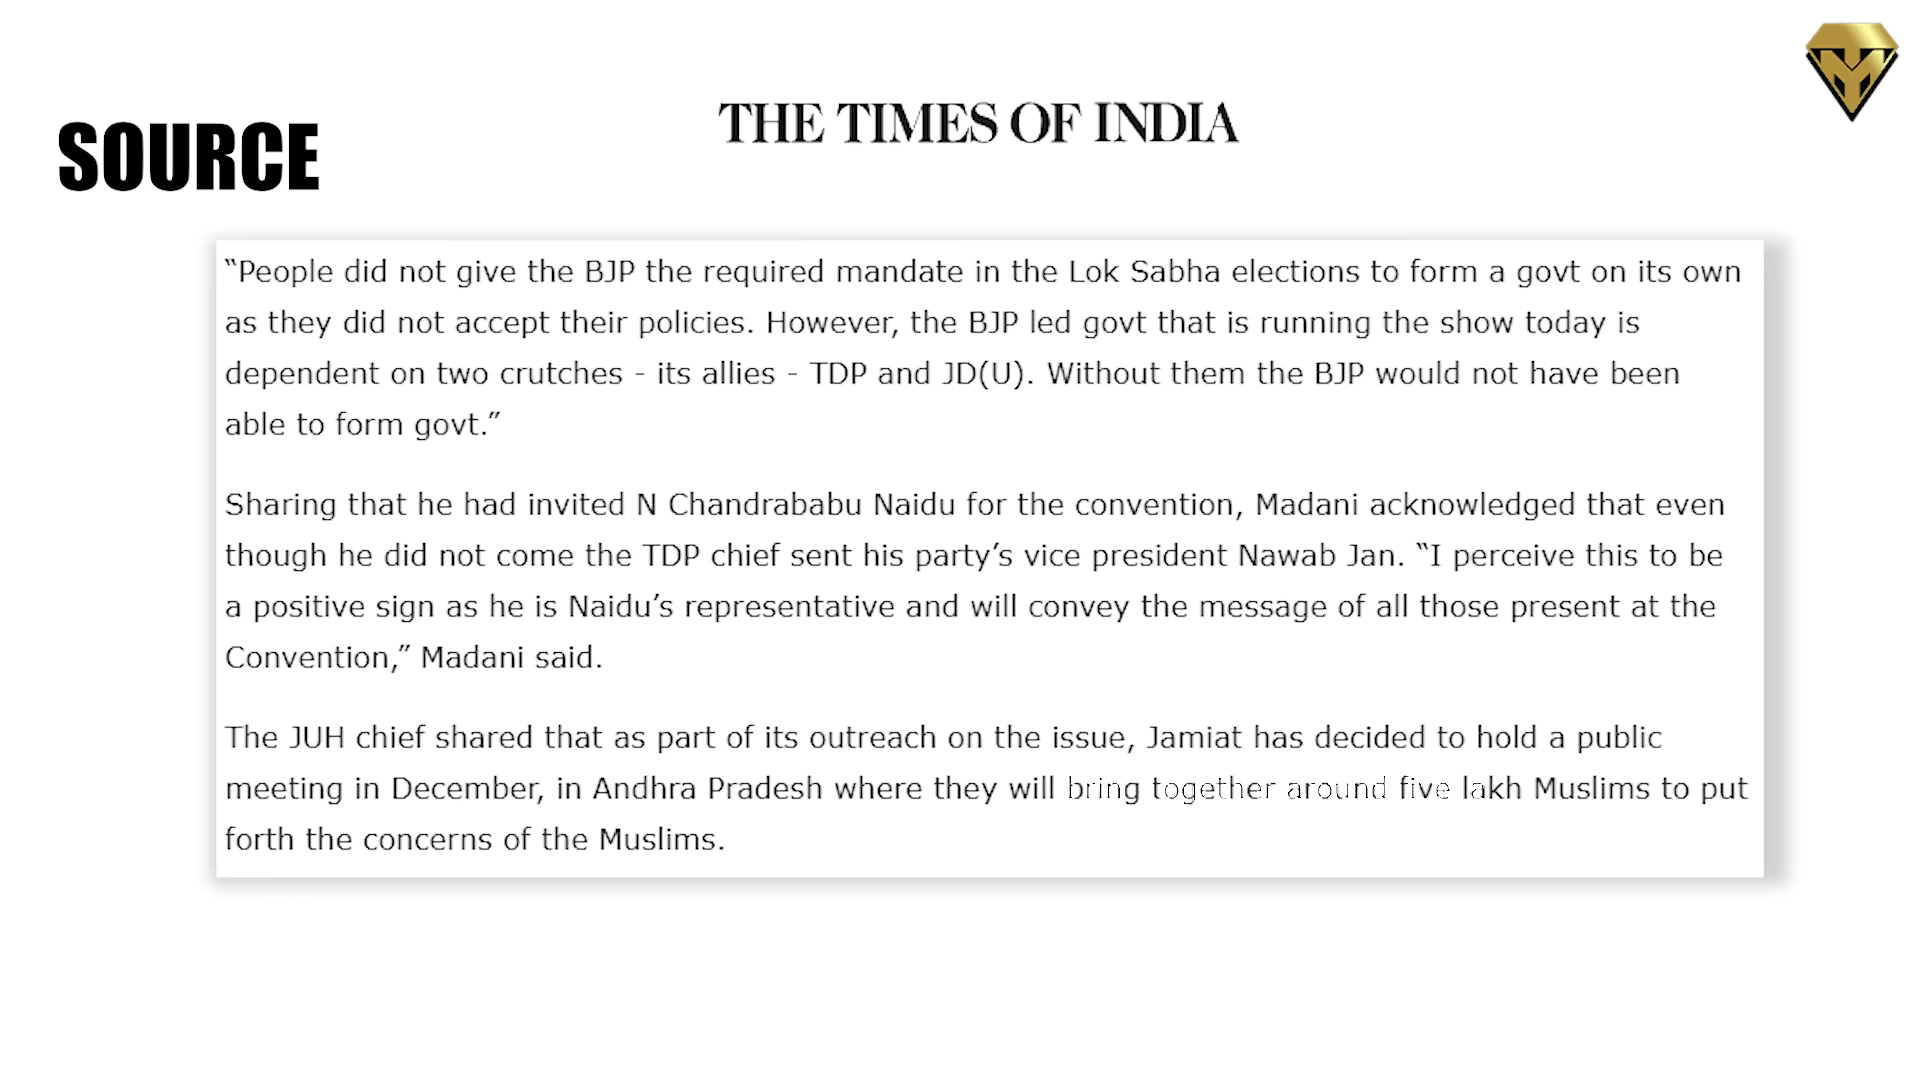 SOURCE
THE TIMES OF INDIA
“People did not give the BJP the required mandate in the Lok Sabha elections to form a govt on its own
as they did not accept their policies. However, the BJP led govt that is running the show today is
dependent on two crutches - its allies - TDP and JD(U). Without them the BJP would not have been
able to form govt.”
Sharing that he had invited N Chandrababu Naidu for the convention, Madani acknowledged that even
though he did not come the TDP chief sent his party’s vice president Nawab Jan. “I perceive this to be
a positive sign as he is Naidu’s representative and will convey the message of all those present at the
Convention,” Madani said.
The JUH chief shared that as part of its outreach on the issue, Jamiat has decided to hold a public
meeting in December, in Andhra Pradesh where they will bring together around five lakh Muslims to put
forth the concerns of the Muslims.